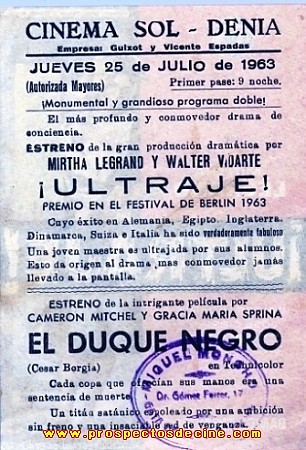 CINEMA SOL - DENIA
Empresa: Guixot y Vicente Espadas
JUEVES 25 de JULIO de 1963
(Autorizada Mayores) Primer pase: 9 noche.
¡Monumental y grandioso programa doble!
El más profundo y conmovedor drama de
conciencia.
ESTRENO de la gran producción dramática por
MIRTHA LEGRAND Y WALTER VIDARTE
¡ULTRAJE!
PREMIO EN EL FESTIVAL DE BERLIN 1963
Cuyo éxito en Alemania, Egipto, Inglaterra,
Dinamarca, Suiza e Italia ha sido verdaderamente fabuloso
Una joven maestra es ultrajada por sus alumnos.
Esto da origen al drama mas conmovedor jamás
llevado a la pantalla.
ESTRENO de la intrigante película por
CAMERON MITCHEL Y GRACIA MARIA SPRINA
EL DUQUE NEGRO
(Cesar Borgia) en Tecnnicolor
Cada copa que ofrecían sus manos era una
sentencia de muerte
Un titán satánico espoleado por una ambición
sin freno y una insaciable sed de venganza.
MIQUEL
Dr. Gómez Ferrer, 17
www.prospectosdecine.com